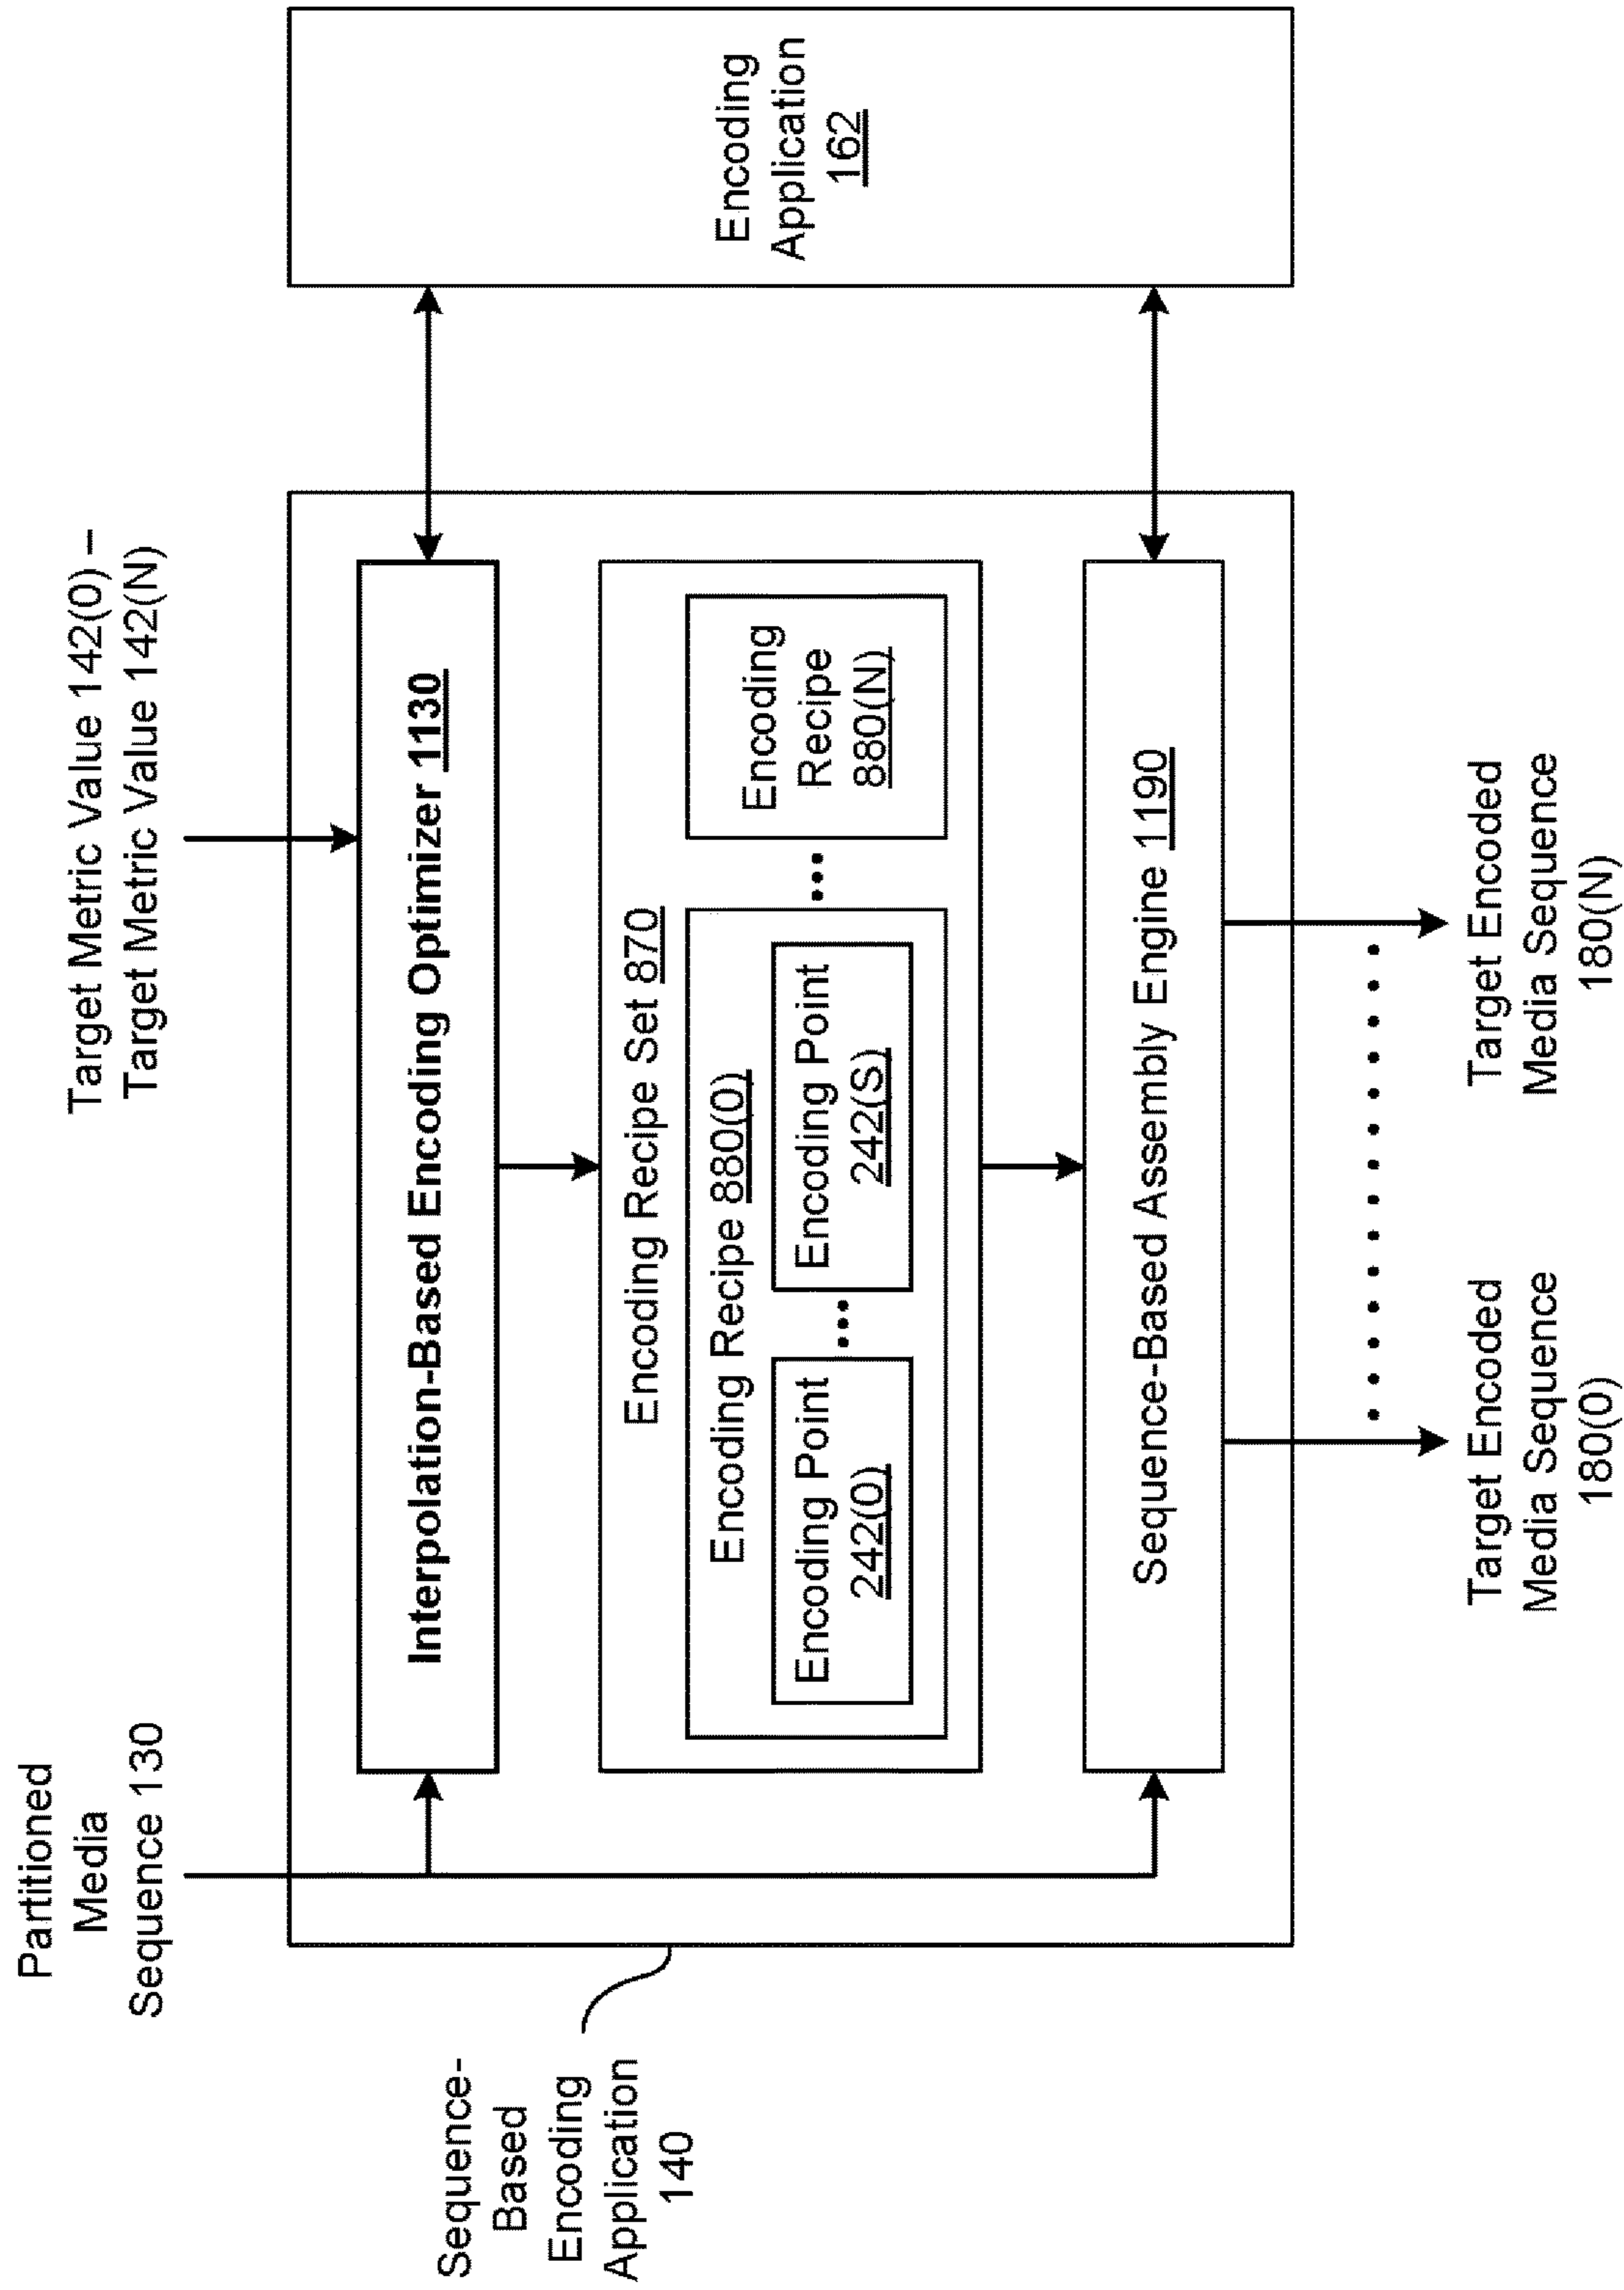 Partitioned
Media
Sequence 130
Target Metric Value 142(0) –
Target Metric Value 142(N)
Sequence-
Based
Encoding
Application
140
Interpolation-Based Encoding Optimizer 1130
Encoding Recipe Set 870
Encoding Recipe 880(0)
Encoding Point
242(0)
Encoding Point
242(S)
Encoding
Recipe
880(N)
Sequence-Based Assembly Engine 1190
Encoding
Application
162
Target Encoded
Media Sequence
180(0)
Target Encoded
Media Sequence
180(N)